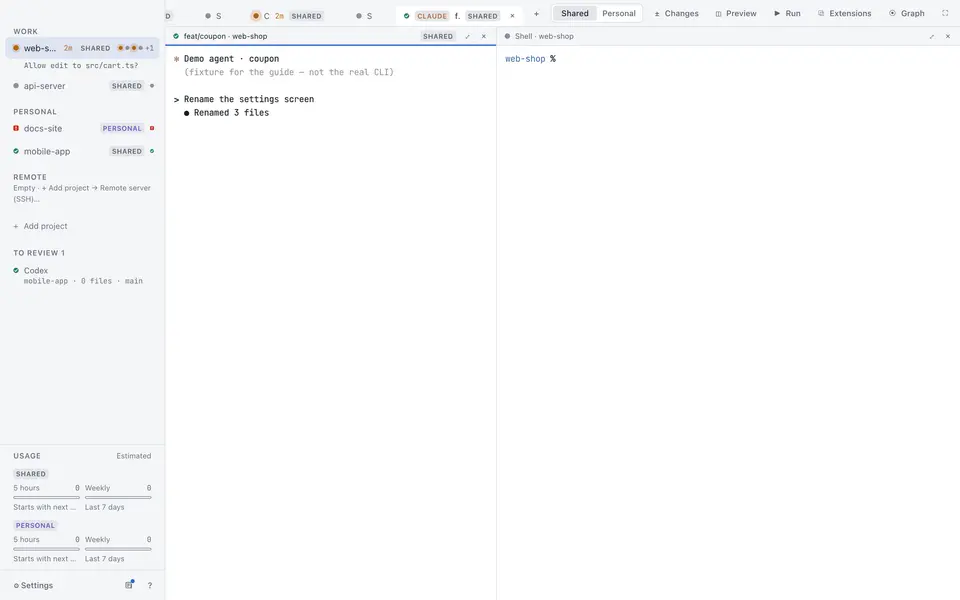 D S C 2m SHARED S CLAUDE f. SHARED × + Shared Personal ± Changes Preview Run Extensions Graph
WORK
web-s... 2m SHARED +1
Allow edit to src/cart.ts?
api-server SHARED
PERSONAL
docs-site PERSONAL
mobile-app SHARED
REMOTE
Empty · + Add project → Remote server
(SSH)...
+ Add project
TO REVIEW 1
Codex
mobile-app · 0 files · main
USAGE Estimated
SHARED
5 hours 0 Weekly 0
Starts with next ... Last 7 days
PERSONAL
5 hours 0 Weekly 0
Starts with next ... Last 7 days
Settings ?
feat/coupon · web-shop SHARED ×
✻ Demo agent · coupon
(fixture for the guide — not the real CLI)
> Rename the settings screen
● Renamed 3 files
Shell · web-shop ×
web-shop %